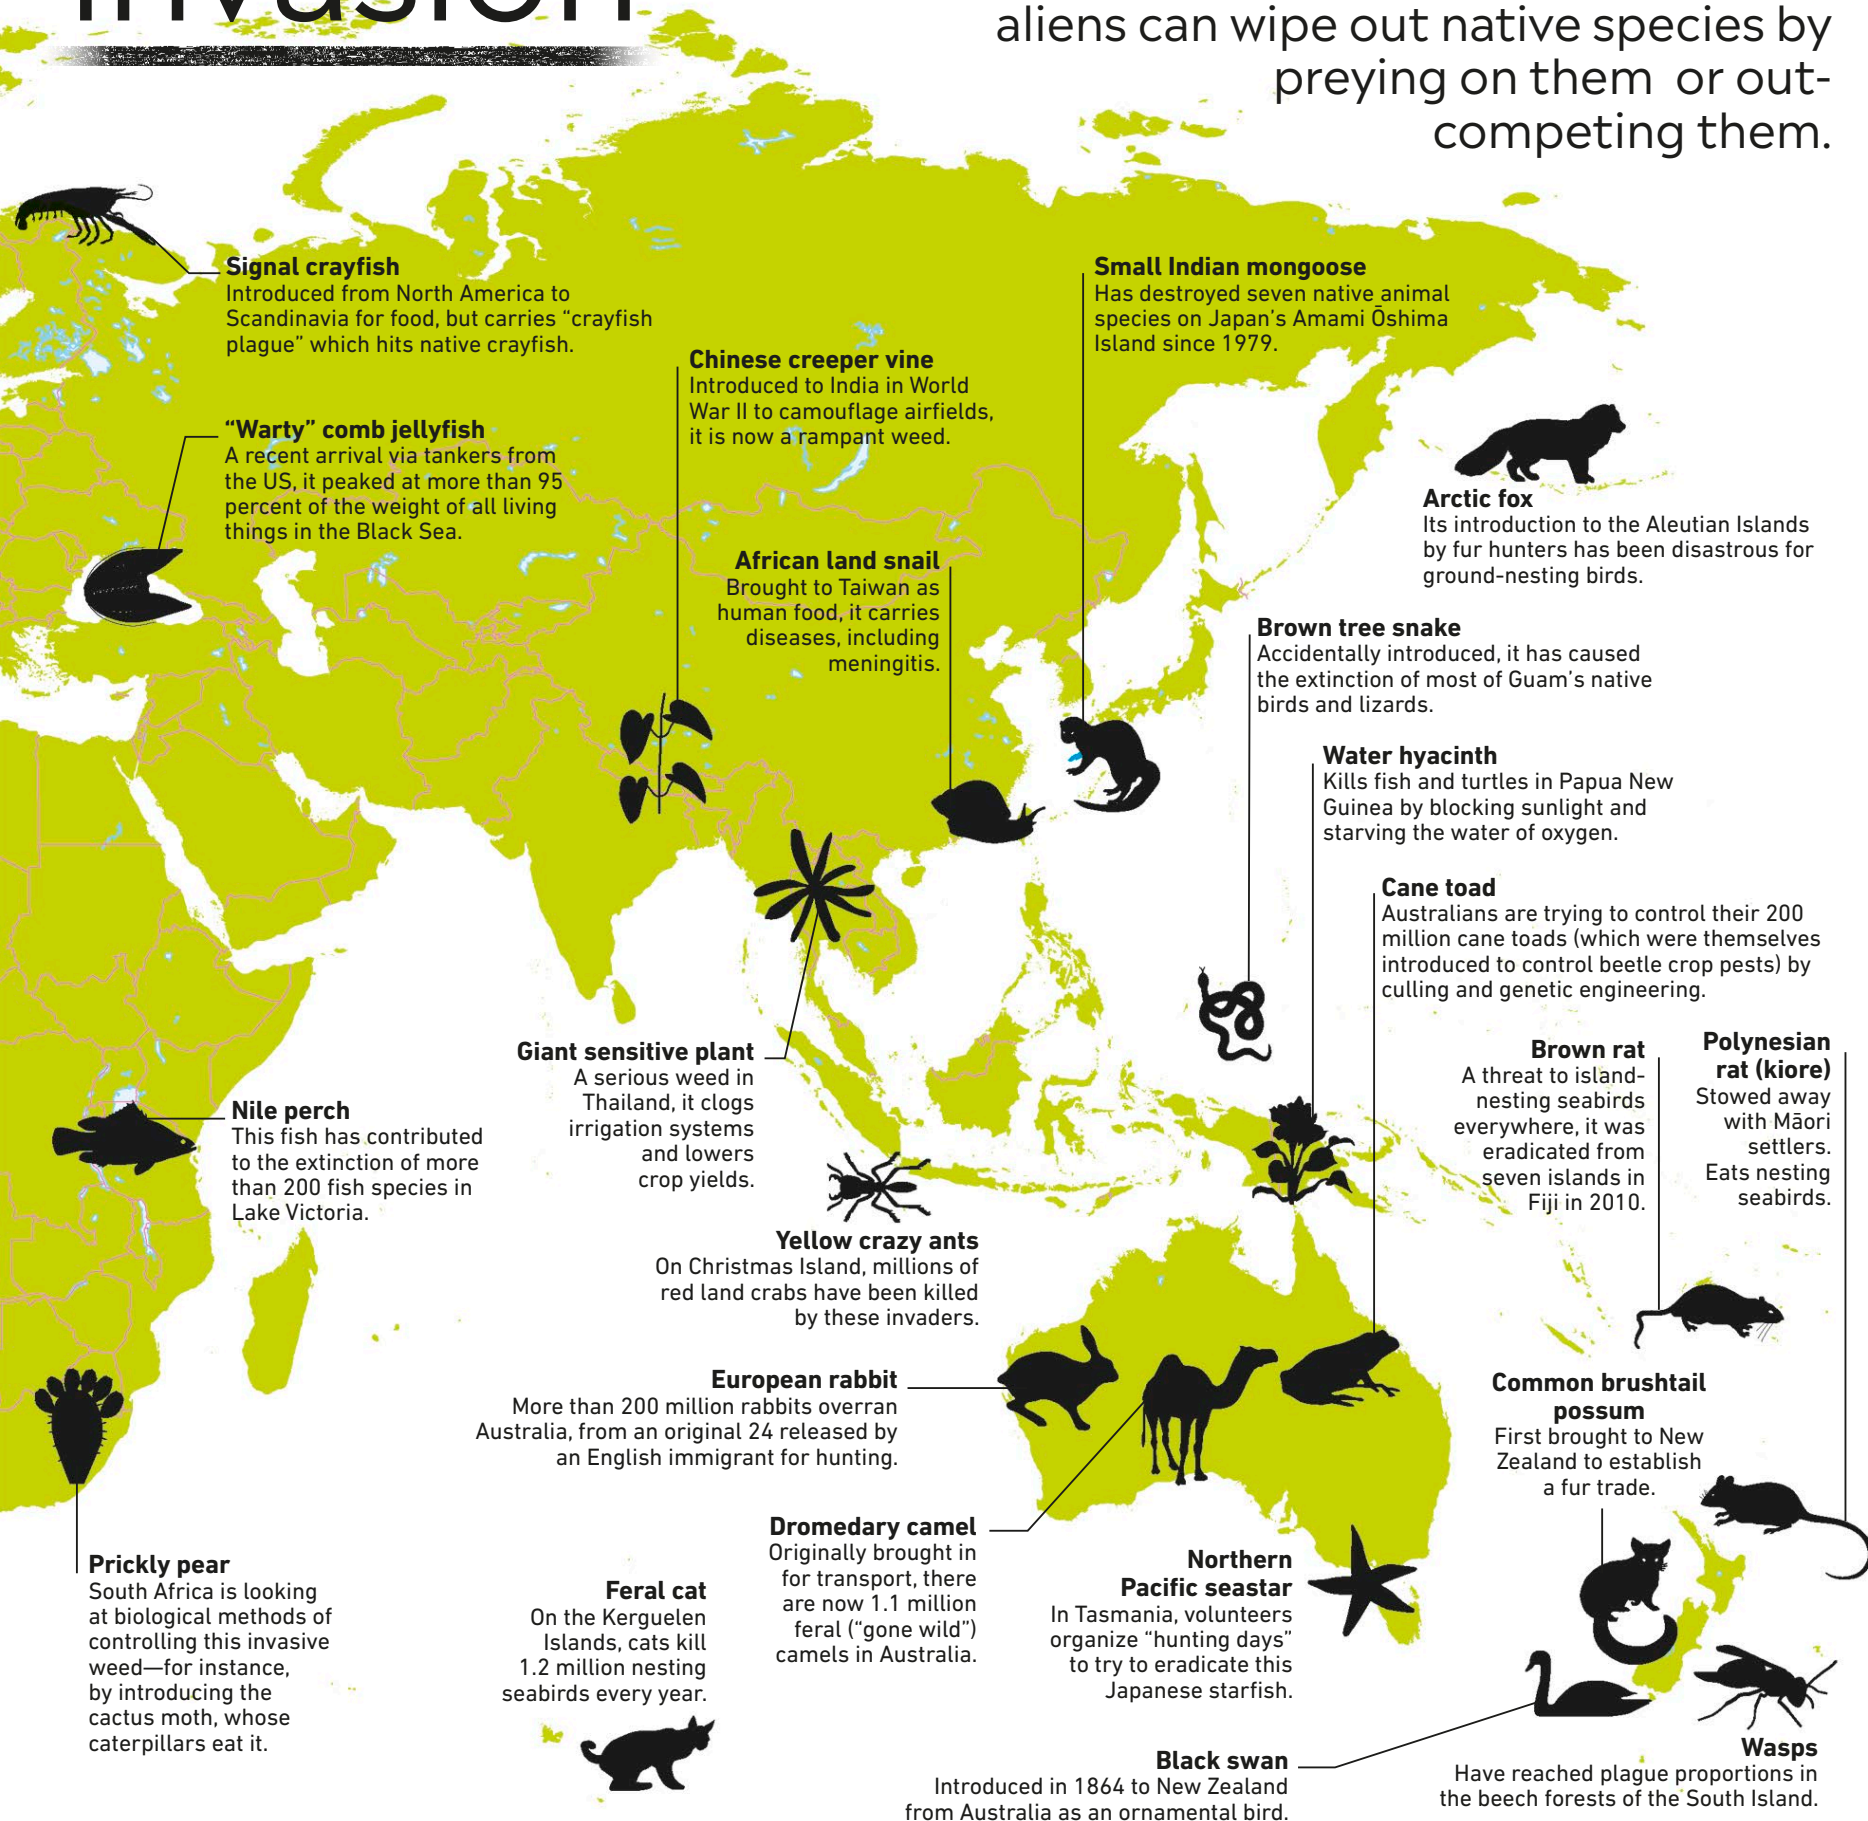 invasion
aliens can wipe out native species by
preying on them or out-
competing them.
Signal crayfish
Introduced from North America to
Scandinavia for food, but carries “crayfish
plague” which hits native crayfish.
Small Indian mongoose
Has destroyed seven native animal
species on Japan's Amami Ōshima
Island since 1979.
Chinese creeper vine
Introduced to India in World
War II to camouflage airfields,
it is now a rampant weed.
“Warty” comb jellyfish
A recent arrival via tankers from
the US, it peaked at more than 95
percent of the weight of all living
things in the Black Sea.
Arctic fox
Its introduction to the Aleutian Islands
by fur hunters has been disastrous for
ground-nesting birds.
African land snail
Brought to Taiwan as
human food, it carries
diseases, including
meningitis.
Brown tree snake
Accidentally introduced, it has caused
the extinction of most of Guam's native
birds and lizards.
Water hyacinth
Kills fish and turtles in Papua New
Guinea by blocking sunlight and
starving the water of oxygen.
Cane toad
Australians are trying to control their 200
million cane toads (which were themselves
introduced to control beetle crop pests) by
culling and genetic engineering.
Giant sensitive plant
A serious weed in
Thailand, it clogs
irrigation systems
and lowers
crop yields.
Brown rat
A threat to island-
nesting seabirds
everywhere, it was
eradicated from
seven islands in
Fiji in 2010.
Polynesian
rat (kiore)
Stowed away
with Māori
settlers.
Eats nesting
seabirds.
Nile perch
This fish has contributed
to the extinction of more
than 200 fish species in
Lake Victoria.
Yellow crazy ants
On Christmas Island, millions of
red land crabs have been killed
by these invaders.
European rabbit
More than 200 million rabbits overran
Australia, from an original 24 released by
an English immigrant for hunting.
Common brushtail
possum
First brought to New
Zealand to establish
a fur trade.
Dromedary camel
Originally brought in
for transport, there
are now 1.1 million
feral (“gone wild”)
camels in Australia.
Northern
Pacific seastar
In Tasmania, volunteers
organize “hunting days”
to try to eradicate this
Japanese starfish.
Prickly pear
South Africa is looking
at biological methods of
controlling this invasive
weed—for instance,
by introducing the
cactus moth, whose
caterpillars eat it.
Feral cat
On the Kerguelen
Islands, cats kill
1.2 million nesting
seabirds every year.
Black swan
Introduced in 1864 to New Zealand
from Australia as an ornamental bird.
Wasps
Have reached plague proportions in
the beech forests of the South Island.